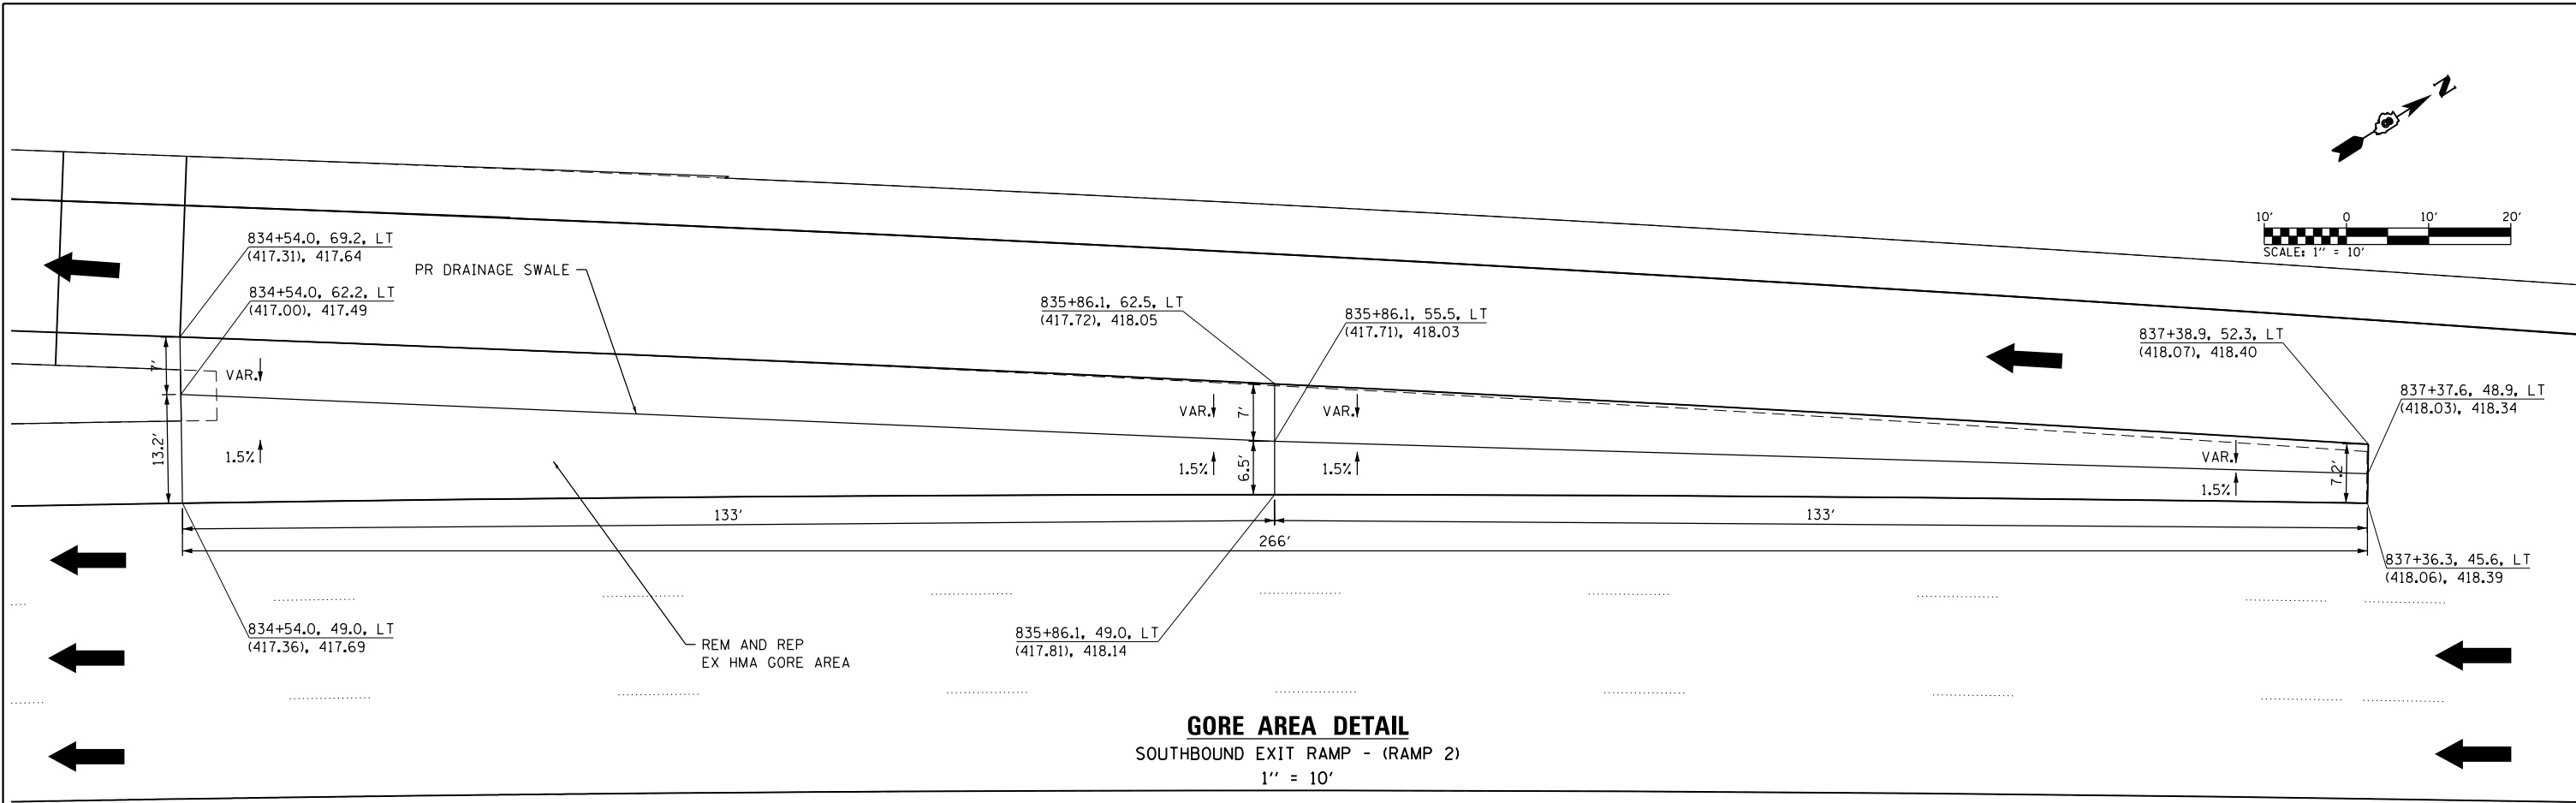 N
10' 0 10' 20'
SCALE: 1'' = 10'
834+54.0, 69.2, LT
(417.31), 417.64
PR DRAINAGE SWALE
834+54.0, 62.2, LT
(417.00), 417.49
835+86.1, 62.5, LT
(417.72), 418.05
835+86.1, 55.5, LT
(417.71), 418.03
837+38.9, 52.3, LT
(418.07), 418.40
837+37.6, 48.9, LT
(418.03), 418.34
7'
VAR.
VAR.
7'
VAR.
VAR.
13.2'
1.5%
1.5%
6.5'
1.5%
1.5%
7.2'
133'
133'
266'
837+36.3, 45.6, LT
(418.06), 418.39
834+54.0, 49.0, LT
(417.36), 417.69
REM AND REP
EX HMA GORE AREA
835+86.1, 49.0, LT
(417.81), 418.14
GORE AREA DETAIL
SOUTHBOUND EXIT RAMP - (RAMP 2)
1'' = 10'